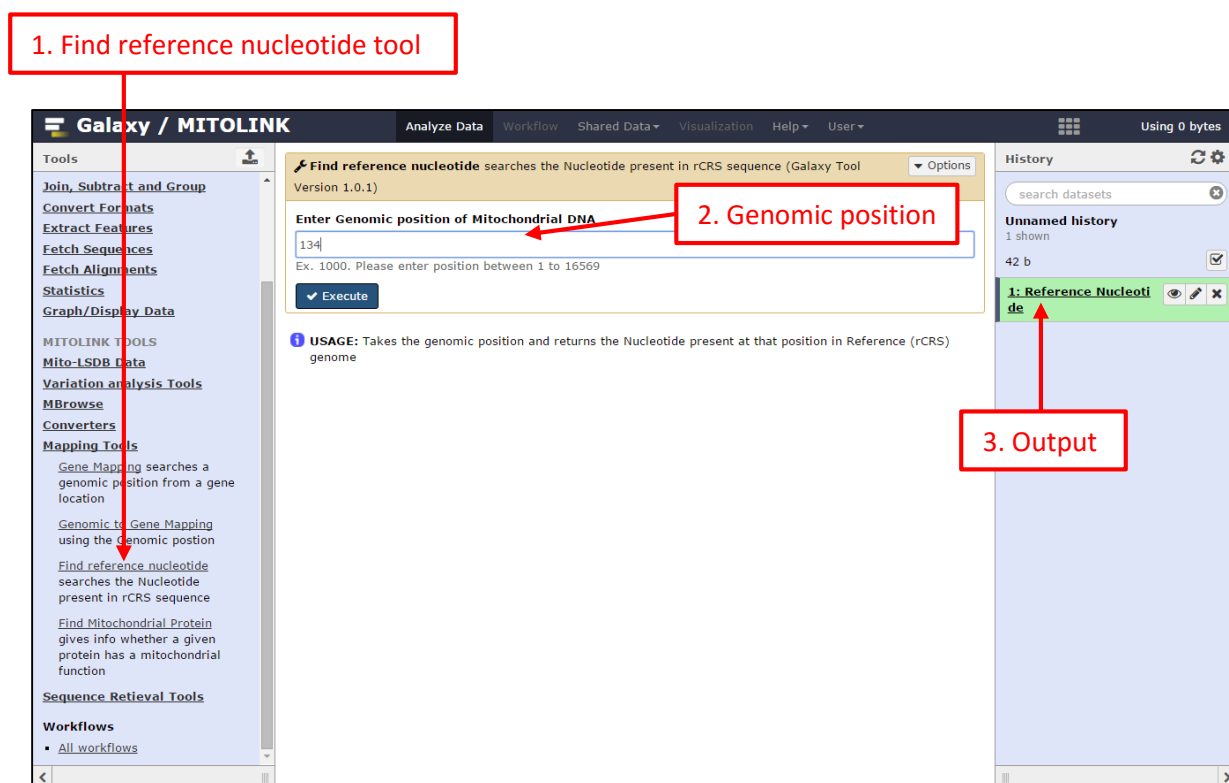 1. Find reference nucleotide tool
Galaxy / MITOLINK
Analyze Data Workflow Shared Data Visualization Help User
Using 0 bytes
Tools
Join, Subtract and Group
Convert Formats
Extract Features
Fetch Sequences
Fetch Alignments
Statistics
Graph/Display Data
MITOLINK TOOLS
Mito-LSDB Data
Variation analysis Tools
MBrowse
Converters
Mapping Tools
Gene Mapping searches a
genomic position from a gene
location
Genomic to Gene Mapping
using the Genomic postion
Find reference nucleotide
searches the Nucleotide
present in rCRS sequence
Find Mitochondrial Protein
gives info whether a given
protein has a mitochondrial
function
Sequence Retieval Tools
Workflows
All workflows
Find reference nucleotide searches the Nucleotide present in rCRS sequence (Galaxy Tool
Version 1.0.1)
Options
Enter Genomic position of Mitochondrial DNA
2. Genomic position
134
Ex. 1000. Please enter position between 1 to 16569
Execute
USAGE: Takes the genomic position and returns the Nucleotide present at that position in Reference (rCRS)
genome
History
search datasets
Unnamed history
1 shown
42 b
1: Reference Nucleoti
de
3. Output